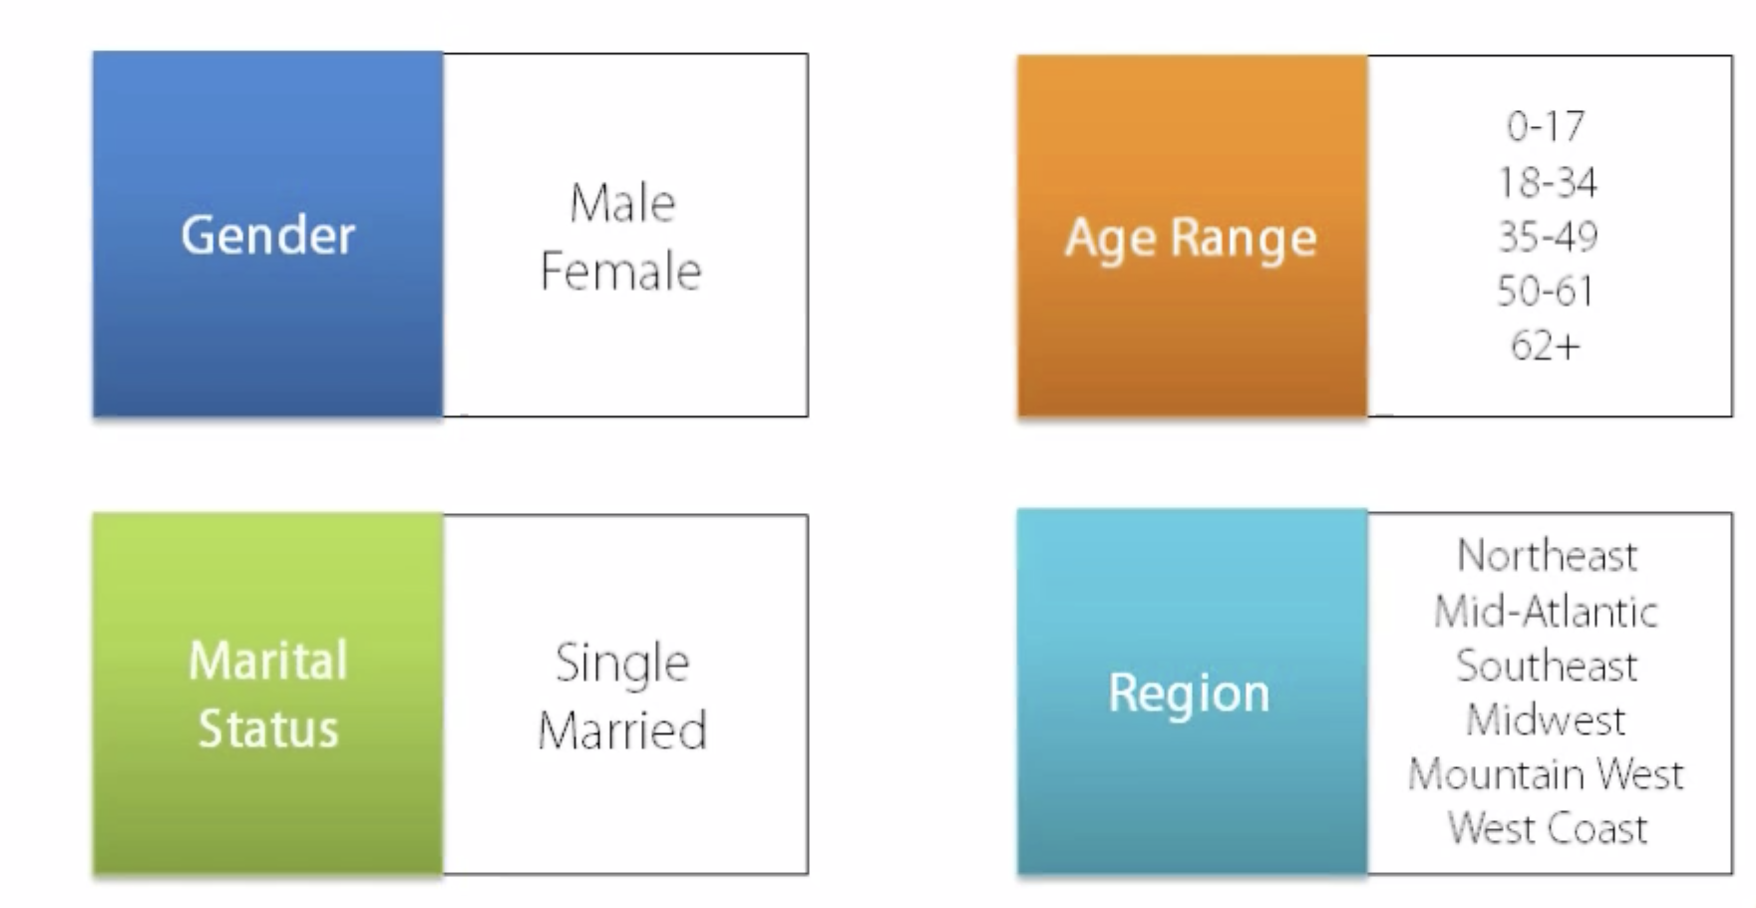 Gender
Male
Female
Age Range
0-17
18-34
35-49
50-61
62+
Marital
Status
Single
Married
Region
Northeast
Mid-Atlantic
Southeast
Midwest
Mountain West
West Coast